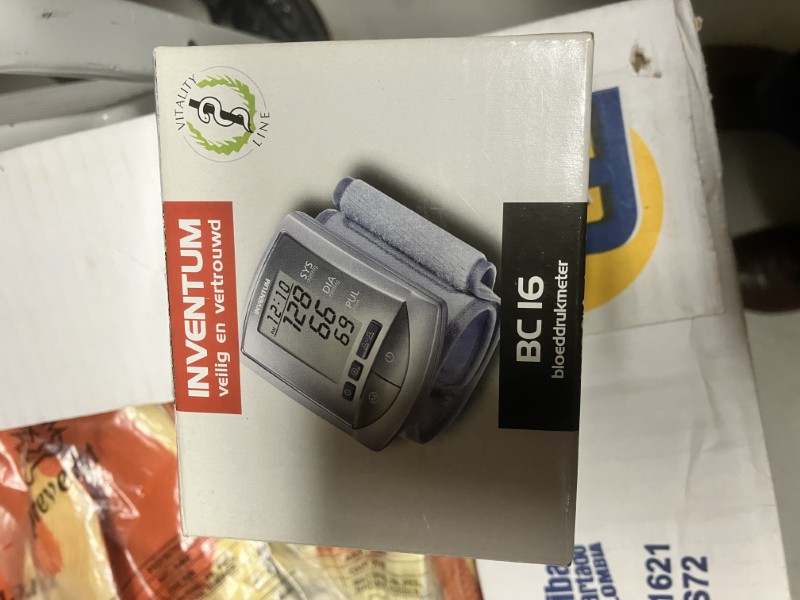 VITALITY
LINE
INVENTUM
veilig en vertrouwd
INVENTUM
12:10
SYS
128
DIA
66
PUL
69
BC 16
bloeddrukmeter
1621
672